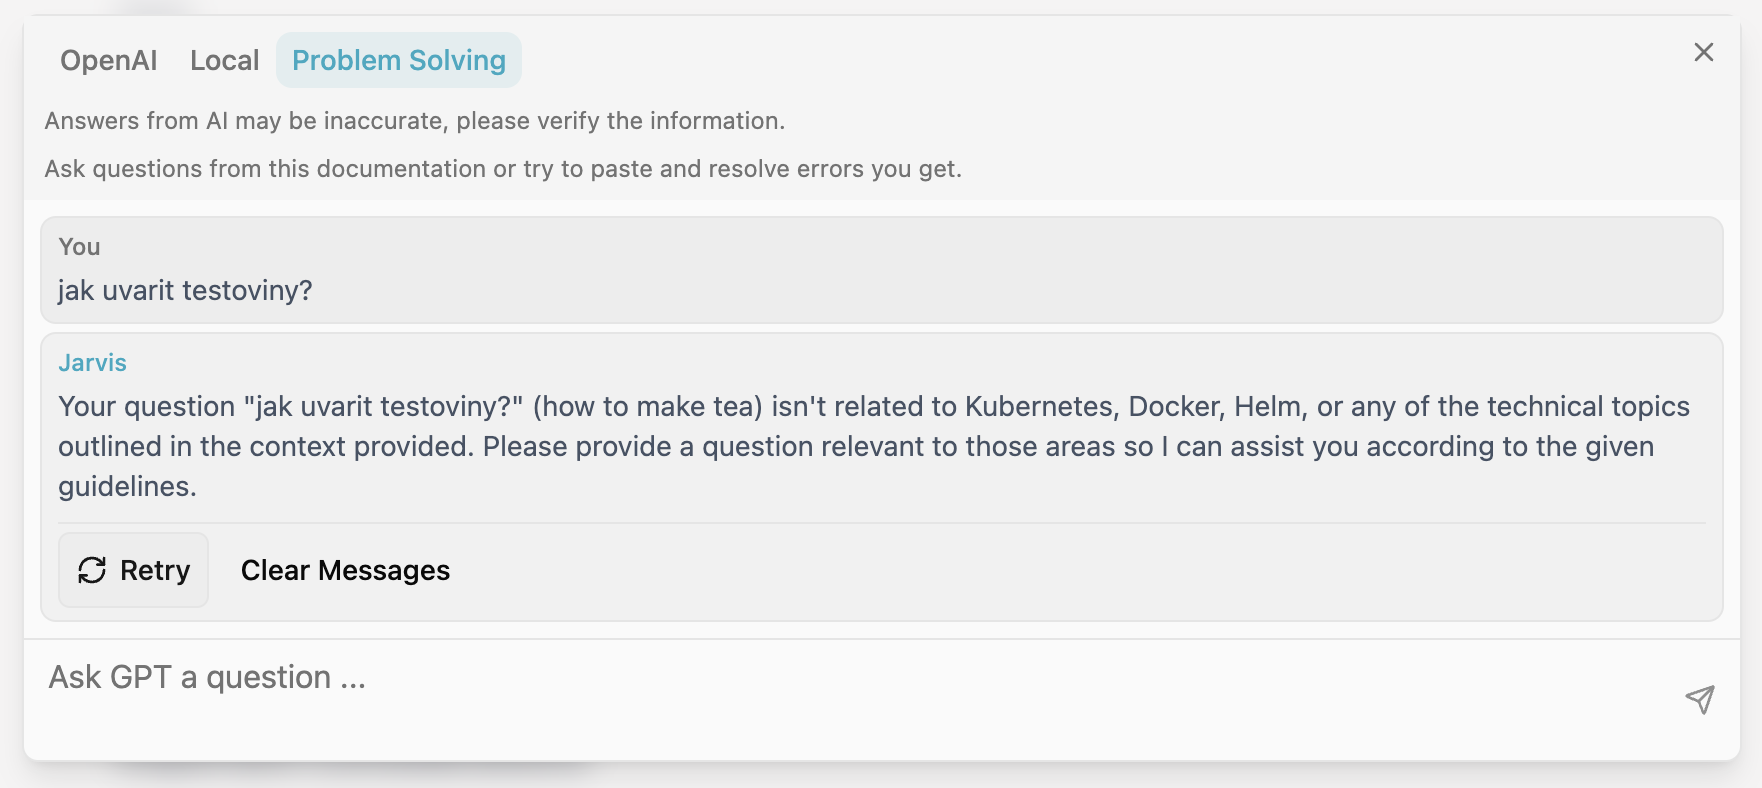 OpenAI Local Problem Solving
Answers from AI may be inaccurate, please verify the information.
Ask questions from this documentation or try to paste and resolve errors you get.
You
jak uvarit testoviny?
Jarvis
Your question "jak uvarit testoviny?" (how to make tea) isn't related to Kubernetes, Docker, Helm, or any of the technical topics
outlined in the context provided. Please provide a question relevant to those areas so I can assist you according to the given
guidelines.
Retry Clear Messages
Ask GPT a question ...